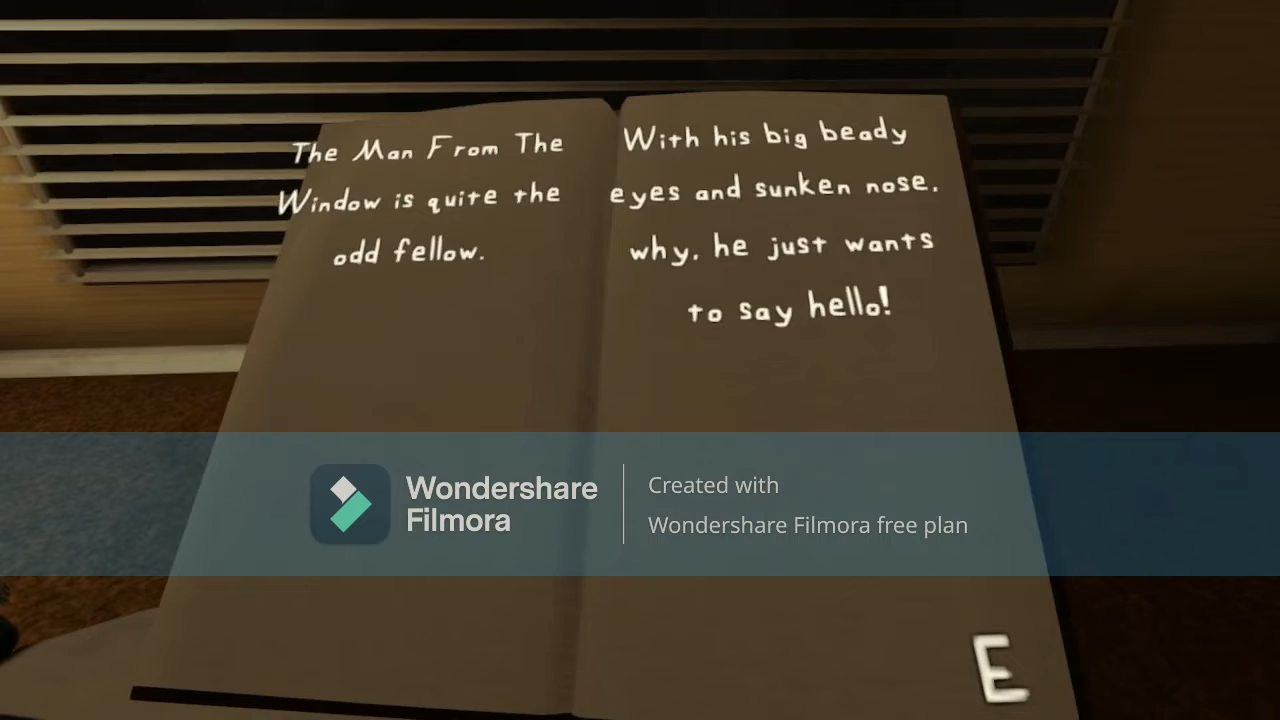 The Man From The
Window is quite the
odd fellow.
With his big beady
eyes and sunken nose.
why, he just wants
to say hello!
Wondershare
Filmora
Created with
Wondershare Filmora free plan
E